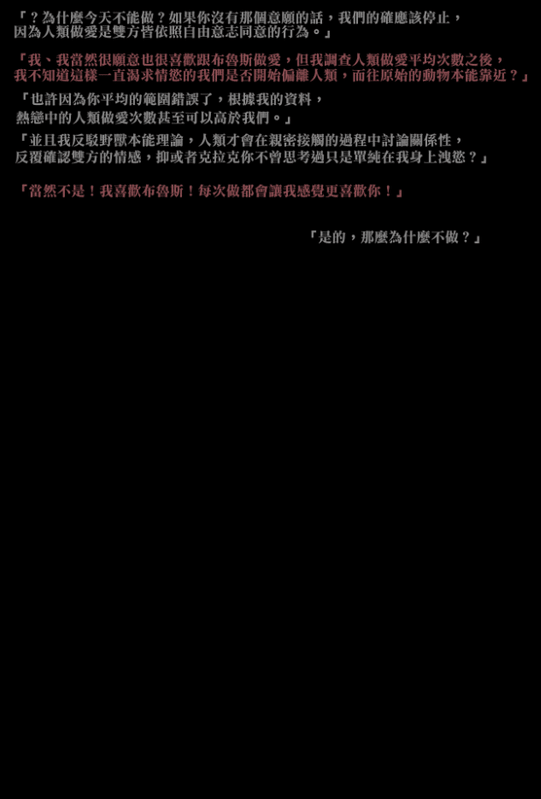 『？為什麼今天不能做？如果你沒有那個意願的話，我們的確應該停止，
因為人類做愛是雙方皆依照自由意志同意的行為。』
『我、我當然很願意也很喜歡跟布魯斯做愛，但我調查人類做愛平均次數之後，
我不知道這樣一直渴求情慾的我們是否開始偏離人類，而往原始的動物本能靠近？』
『也許因為你平均的範圍錯誤了，根據我的資料，
熱戀中的人類做愛次數甚至可以高於我們。』
『並且我反駁野獸本能理論，人類才會在親密接觸的過程中討論關係性，
反覆確認雙方的情感，抑或者克拉克你不曾思考過只是單純在我身上洩慾？』
『當然不是！我喜歡布魯斯！每次做都會讓我感覺更喜歡你！』
『是的，那麼為什麼不做？』